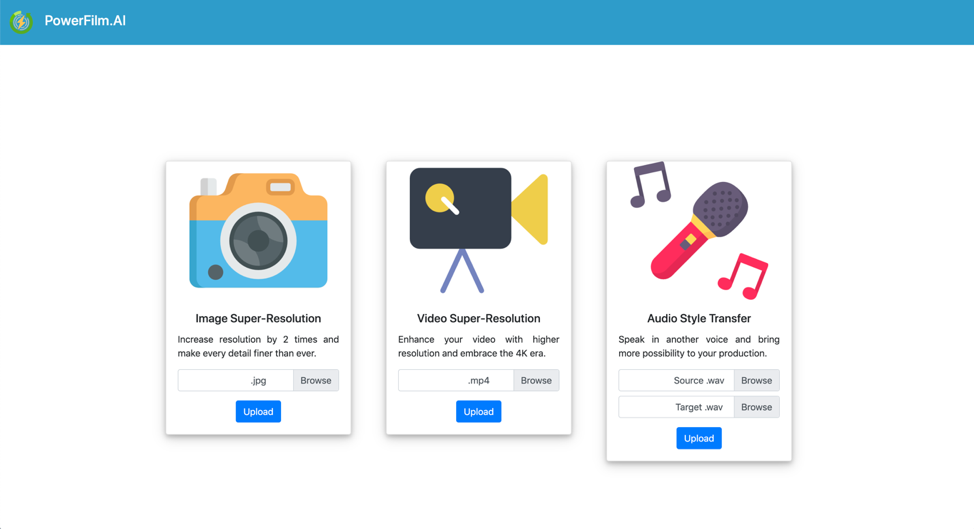 PowerFilm.AI
Image Super-Resolution
Increase resolution by 2 times and
make every detail finer than ever.
.jpg Browse
Upload
Video Super-Resolution
Enhance your video with higher
resolution and embrace the 4K era.
.mp4 Browse
Upload
Audio Style Transfer
Speak in another voice and bring
more possibility to your production.
Source .wav Browse
Target .wav Browse
Upload